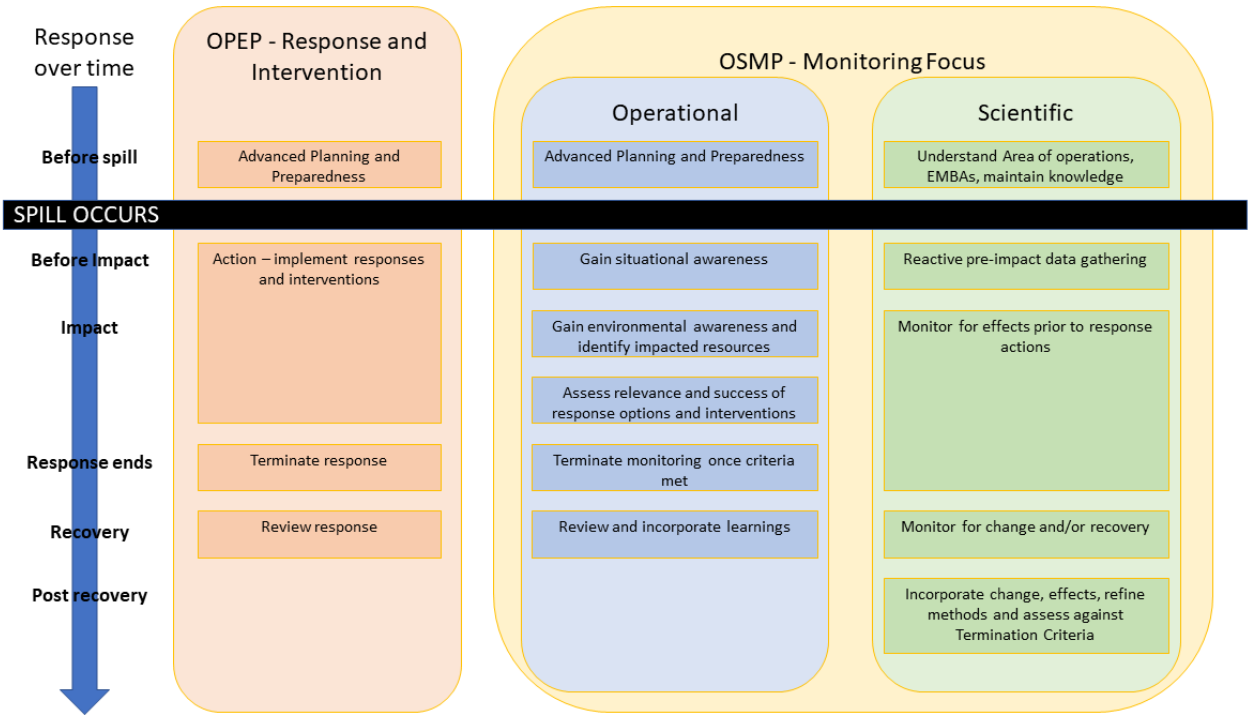 Response
over time
OPEP - Response and
Intervention
OSMP - Monitoring Focus
Operational
Scientific
Before spill
Advanced Planning and
Preparedness
Advanced Planning and Preparedness
Understand Area of operations,
EMBAs, maintain knowledge
SPILL OCCURS
Before Impact
Action – implement responses
and interventions
Gain situational awareness
Reactive pre-impact data gathering
Impact
Gain environmental awareness and
identify impacted resources
Monitor for effects prior to response
actions
Assess relevance and success of
response options and interventions
Response ends
Terminate response
Terminate monitoring once criteria
met
Recovery
Review response
Review and incorporate learnings
Monitor for change and/or recovery
Post recovery
Incorporate change, effects, refine
methods and assess against
Termination Criteria